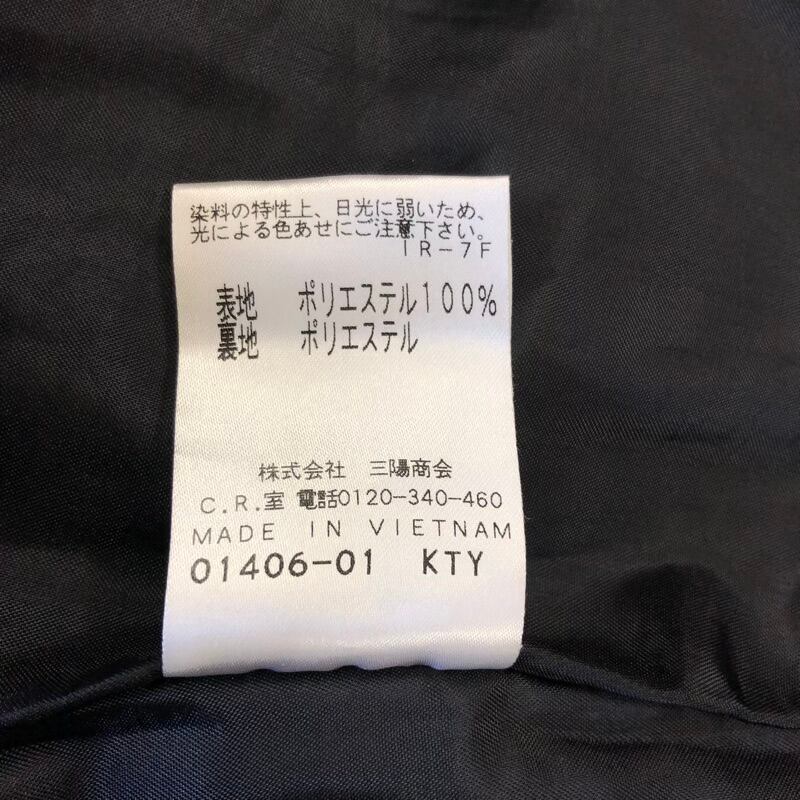 染料の特性上、日光に弱いため、
光による色あせにご注意下さい。
IR-7F
表地 ポリエステル100%
裏地 ポリエステル
株式会社 三陽商会
C.R.室 電話0120-340-460
MADE IN VIETNAM
01406-01 KTY